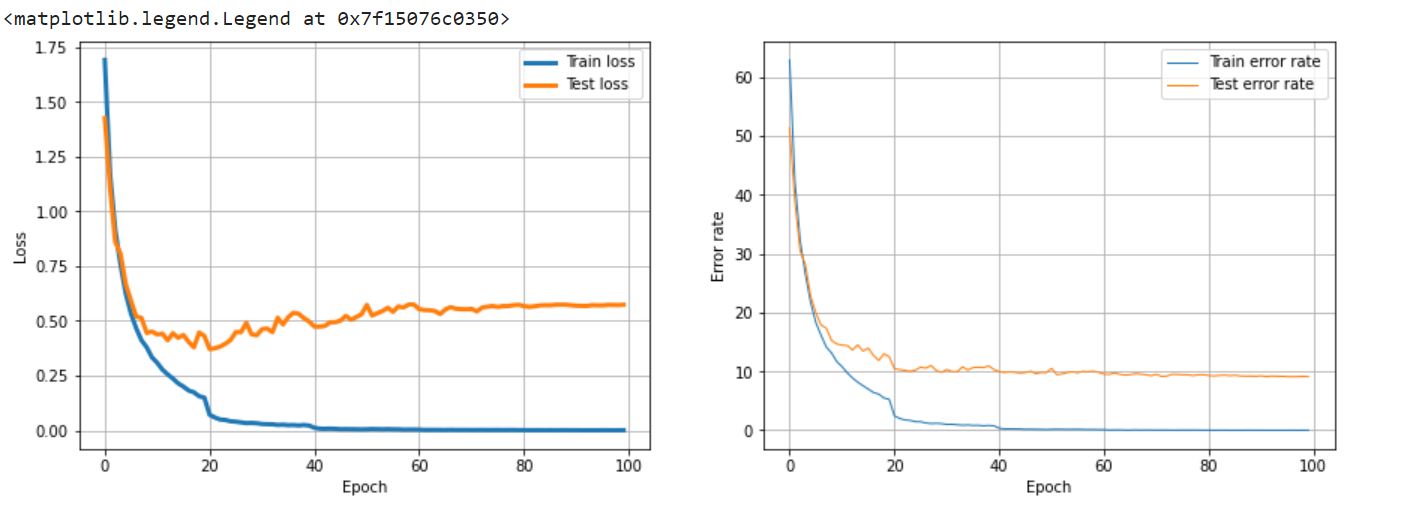 <matplotlib.legend.Legend at 0x7f15076c0350>
1.75
1.50
1.25
1.00
0.75
0.50
0.25
0.00
Loss
0 20 40 60 80 100
Epoch
Train loss
Test loss
60
50
40
30
20
10
0
Error rate
0 20 40 60 80 100
Epoch
Train error rate
Test error rate